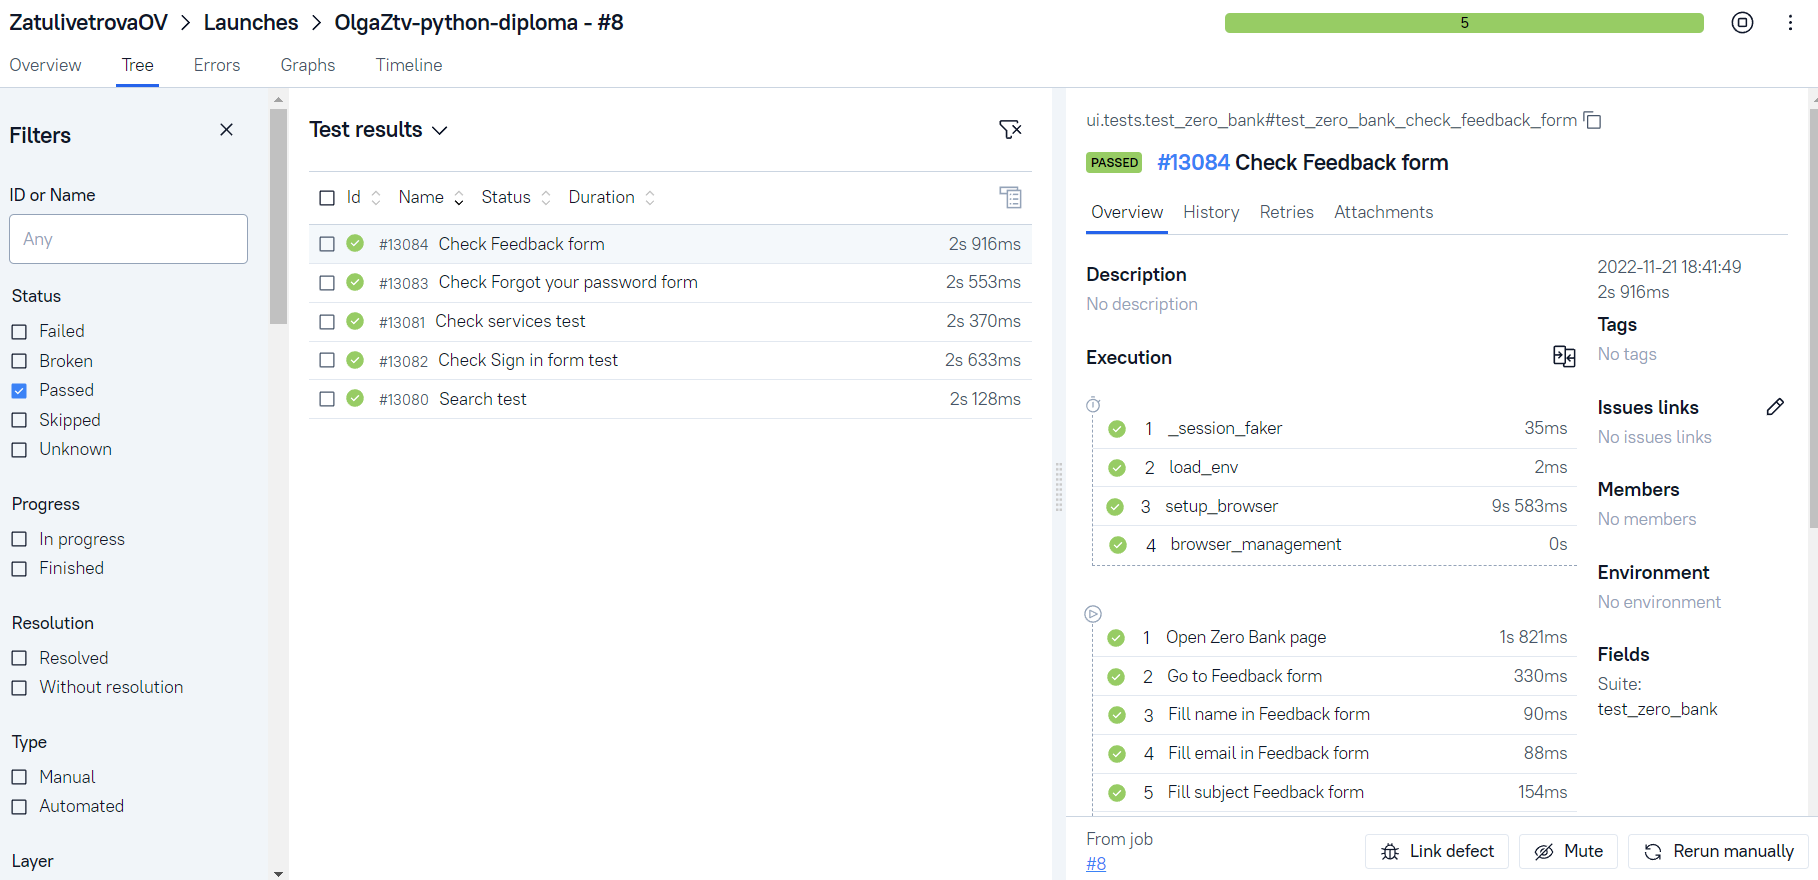 ZatulivetrovaOV > Launches > OlgaZtv-python-diploma - #8
5
Overview Tree Errors Graphs Timeline
Filters
ID or Name
Any
Status
Failed
Broken
Passed
Skipped
Unknown
Progress
In progress
Finished
Resolution
Resolved
Without resolution
Type
Manual
Automated
Layer
Test results
Id Name Status Duration
#13084 Check Feedback form 2s 916ms
#13083 Check Forgot your password form 2s 553ms
#13081 Check services test 2s 370ms
#13082 Check Sign in form test 2s 633ms
#13080 Search test 2s 128ms
ui.tests.test_zero_bank#test_zero_bank_check_feedback_form
PASSED #13084 Check Feedback form
Overview History Retries Attachments
Description
No description
Execution
1 _session_faker 35ms
2 load_env 2ms
3 setup_browser 9s 583ms
4 browser_management 0s
1 Open Zero Bank page 1s 821ms
2 Go to Feedback form 330ms
3 Fill name in Feedback form 90ms
4 Fill email in Feedback form 88ms
5 Fill subject Feedback form 154ms
2022-11-21 18:41:49
2s 916ms
Tags
No tags
Issues links
No issues links
Members
No members
Environment
No environment
Fields
Suite:
test_zero_bank
From job
#8
Link defect Mute Rerun manually